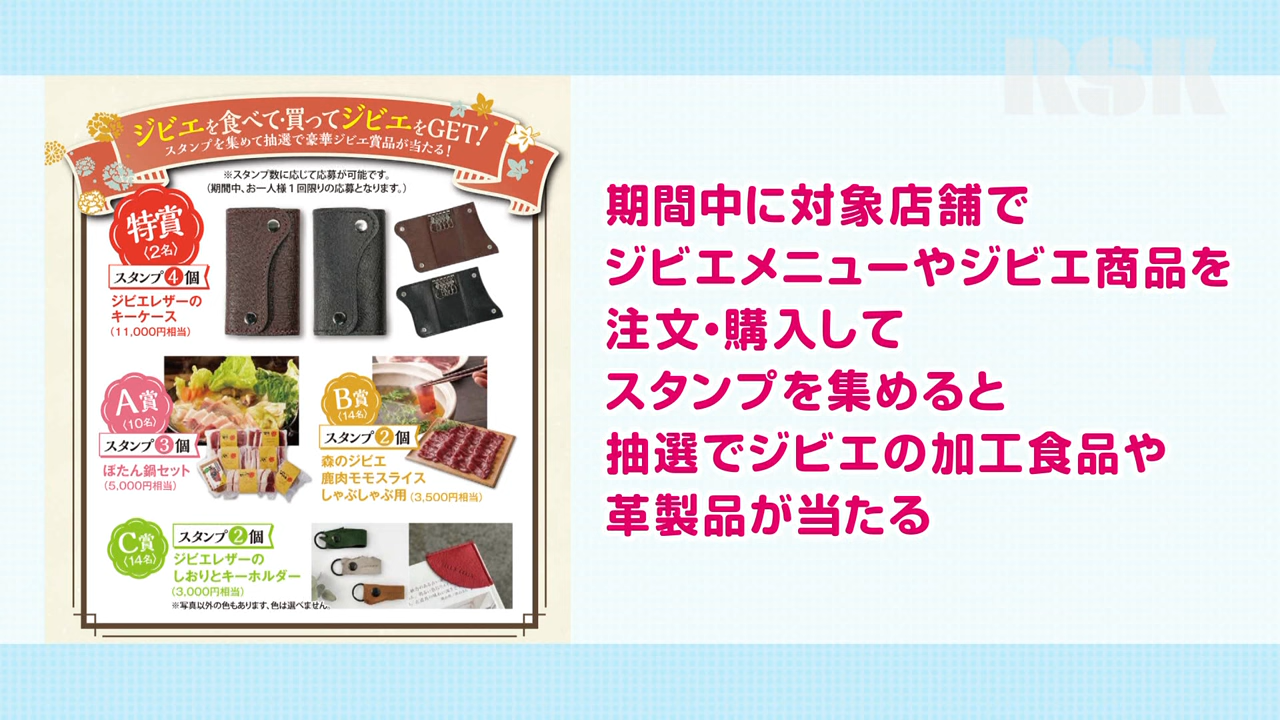 RSK
ジビエを食べて・買ってジビエをGET!
スタンプを集めて抽選で豪華ジビエ賞品が当たる!
※スタンプ数に応じて応募が可能です。
(期間中、お一人様1回限りの応募となります。)
特賞
(2名)
スタンプ4個
ジビエレザーの
キーケース
(11,000円相当)
A賞
(10名)
スタンプ3個
ぼたん鍋セット
(5,000円相当)
B賞
(14名)
スタンプ2個
森のジビエ
鹿肉モモスライス
しゃぶしゃぶ用(3,500円相当)
C賞
(14名)
スタンプ2個
ジビエレザーの
しおりとキーホルダー
(3,000円相当)
※写真以外の色もあります、色は選べません。
期間中に対象店舗で
ジビエメニューやジビエ商品を
注文・購入して
スタンプを集めると
抽選でジビエの加工食品や
革製品が当たる